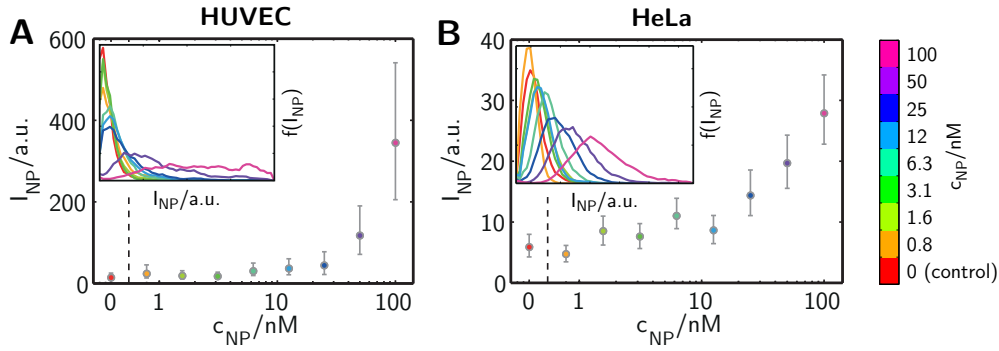 HUVEC
A
I_NP/a.u.
600
400
200
0
f(I_NP)
I_NP/a.u.
0 1 10 100
c_NP/nM
HeLa
B
I_NP/a.u.
40
30
20
10
0
f(I_NP)
I_NP/a.u.
0 1 10 100
c_NP/nM
100
50
25
12
6.3
3.1
1.6
0.8
0 (control)
c_NP/nM